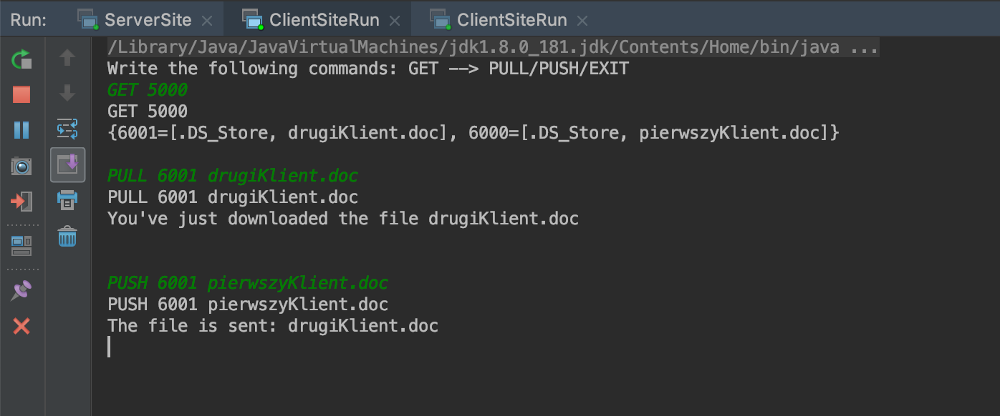 Run: ServerSite ClientSiteRun ClientSiteRun
/Library/Java/JavaVirtualMachines/jdk1.8.0_181.jdk/Contents/Home/bin/java ...
Write the following commands: GET --> PULL/PUSH/EXIT
GET 5000
GET 5000
{6001=[.DS_Store, drugiKlient.doc], 6000=[.DS_Store, pierwszyKlient.doc]}
PULL 6001 drugiKlient.doc
PULL 6001 drugiKlient.doc
You've just downloaded the file drugiKlient.doc
PUSH 6001 pierwszyKlient.doc
PUSH 6001 pierwszyKlient.doc
The file is sent: drugiKlient.doc